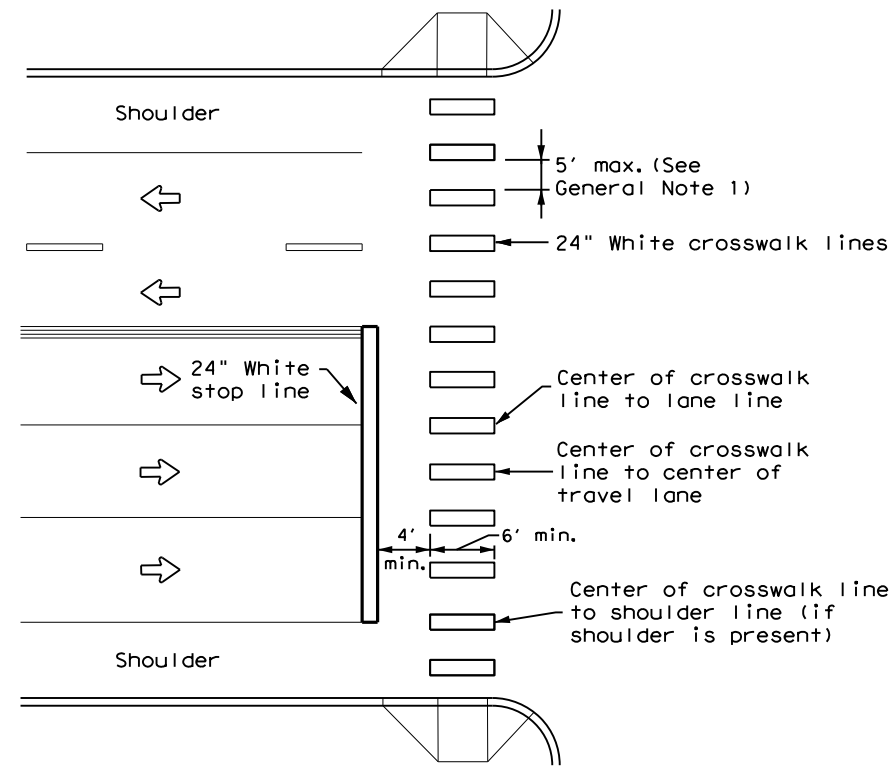 Shoulder
5' max. (See
General Note 1)
24" White crosswalk lines
24" White
stop line
Center of crosswalk
line to lane line
Center of crosswalk
line to center of
travel lane
4'
min.
6' min.
Center of crosswalk line
to shoulder line (if
shoulder is present)
Shoulder